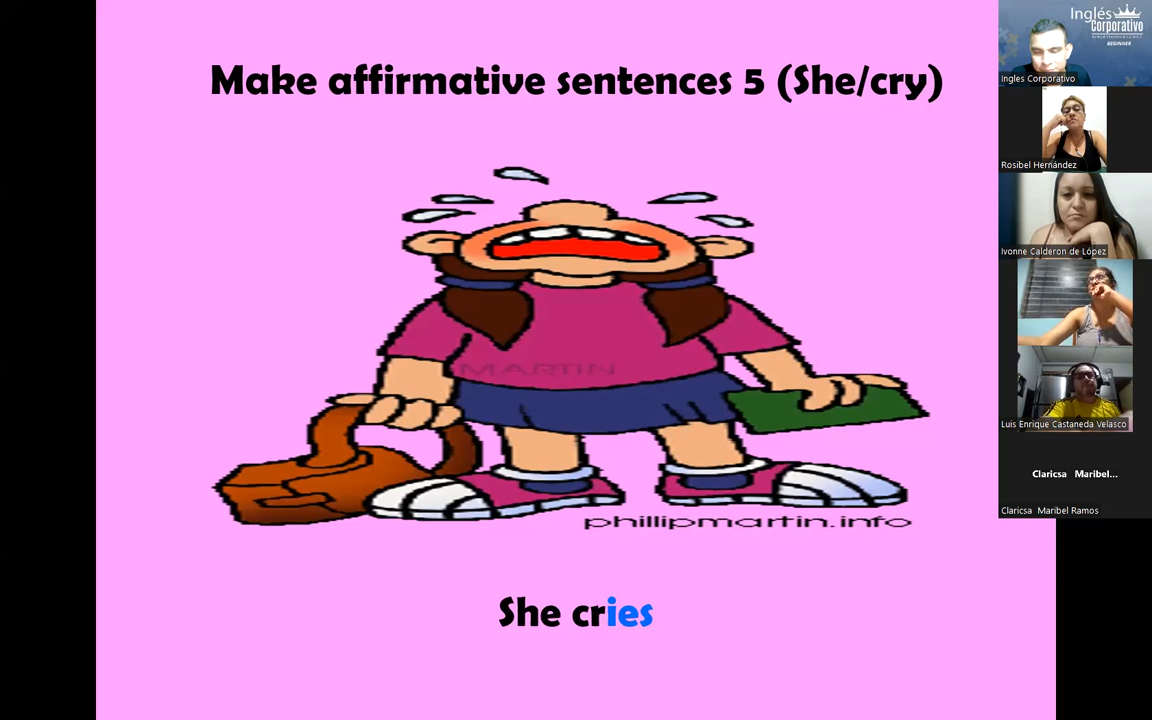 Make affirmative sentences 5 (She/cry)
MARTIN
phillipmartin.info
She cries
Inglés
Corporativo
BEGINNER
Ingles Corporativo
Rosibel Hernández
Ivonne Calderon de López
Luis Enrique Castaneda Velasco
Claricsa Maribel...
Claricsa Maribel Ramos